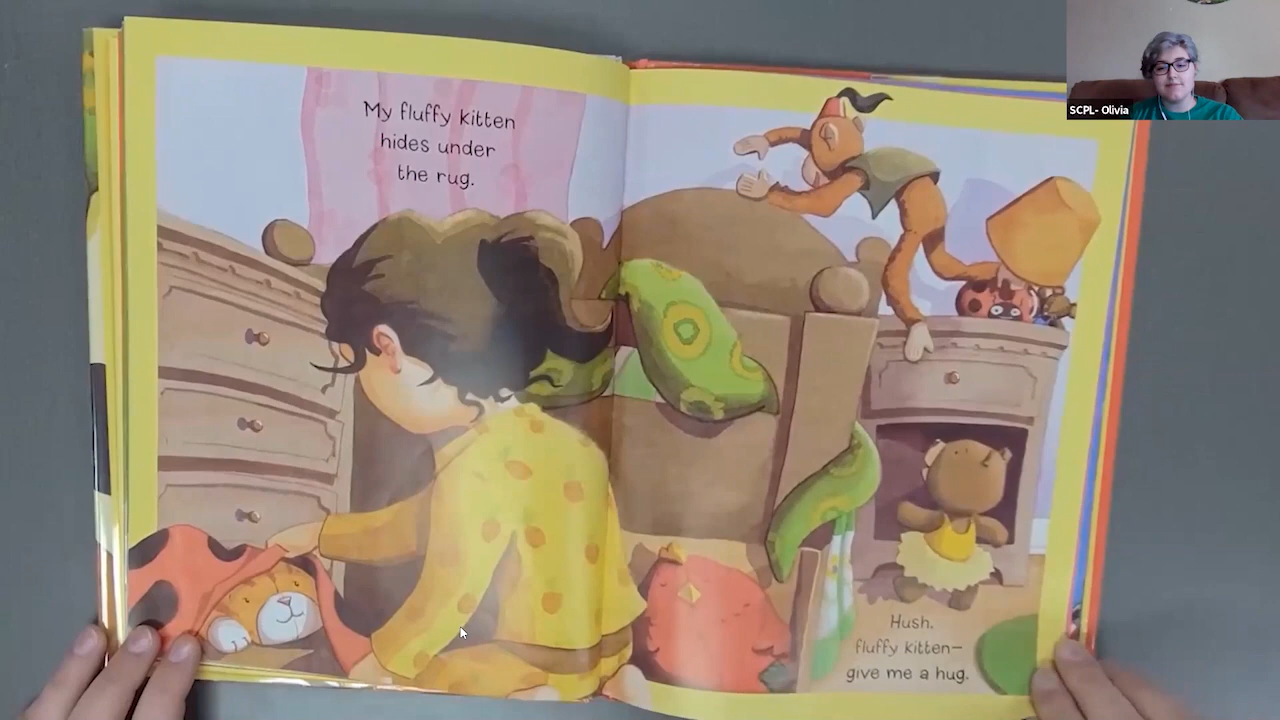 My fluffy kitten
hides under
the rug.
Hush,
fluffy kitten—
give me a hug.
SCPL- Olivia